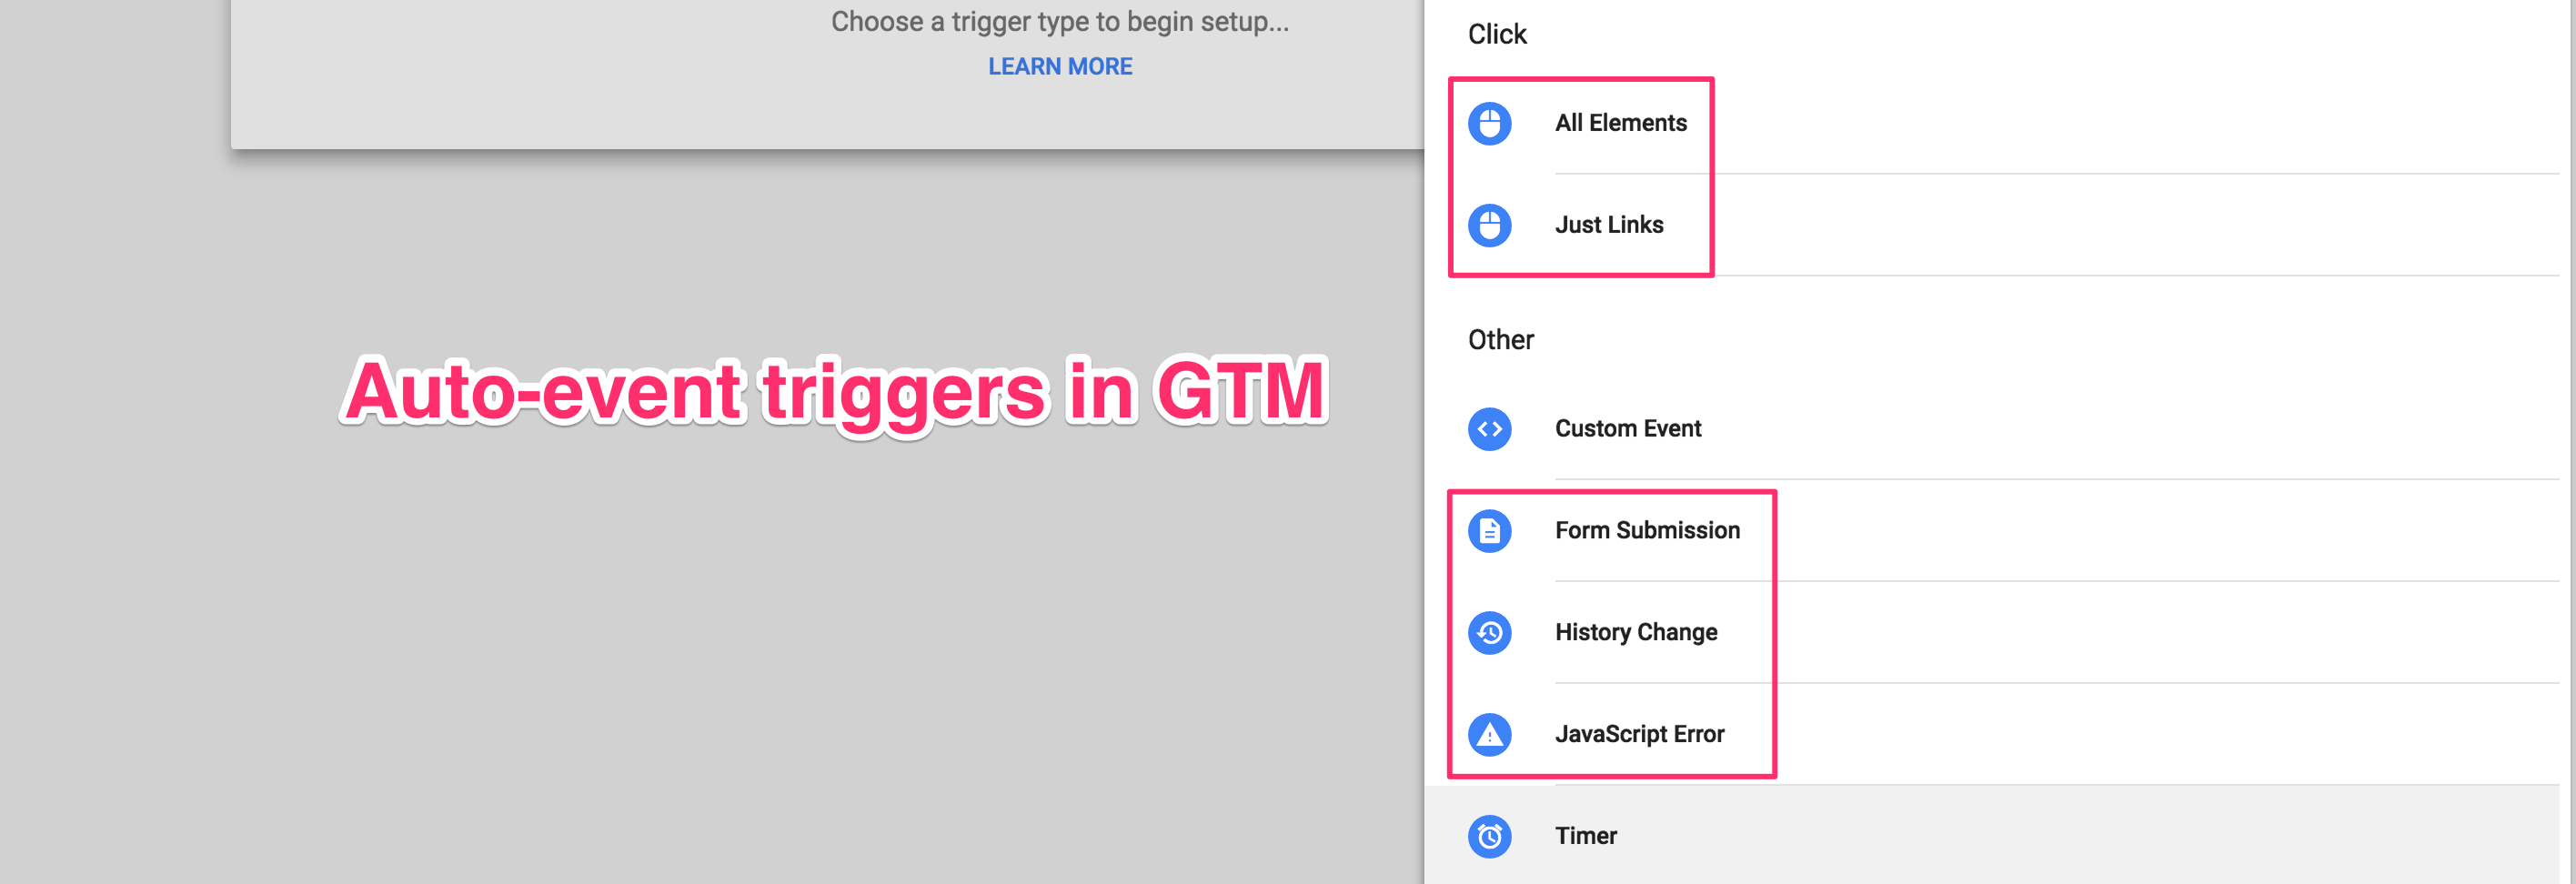 Choose a trigger type to begin setup...
LEARN MORE
Auto-event triggers in GTM
Click
All Elements
Just Links
Other
Custom Event
Form Submission
History Change
JavaScript Error
Timer